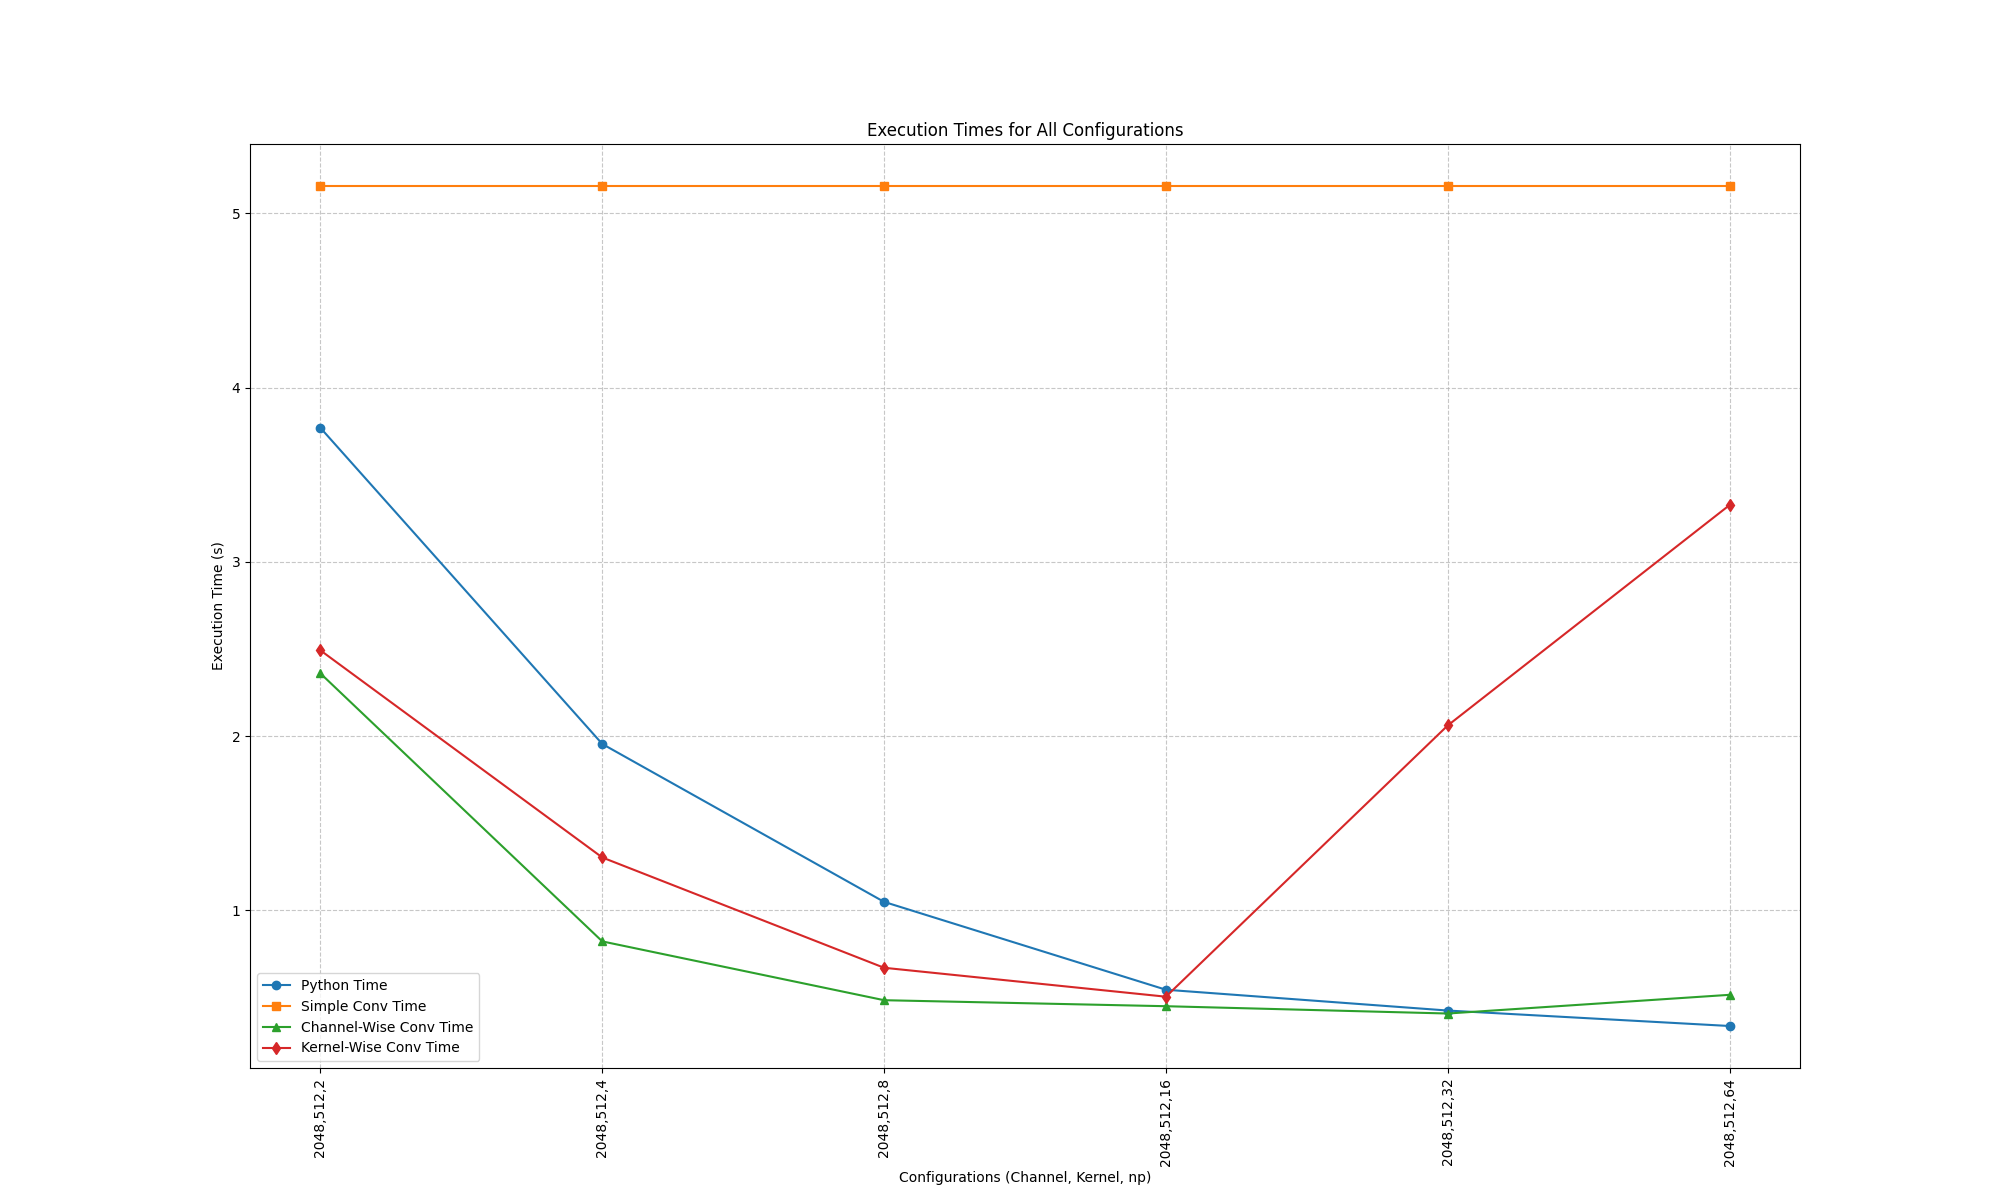 Execution Times for All Configurations
5
4
3
2
1
Execution Time (s)
Python Time
Simple Conv Time
Channel-Wise Conv Time
Kernel-Wise Conv Time
2048,512,2
2048,512,4
2048,512,8
2048,512,16
2048,512,32
2048,512,64
Configurations (Channel, Kernel, np)